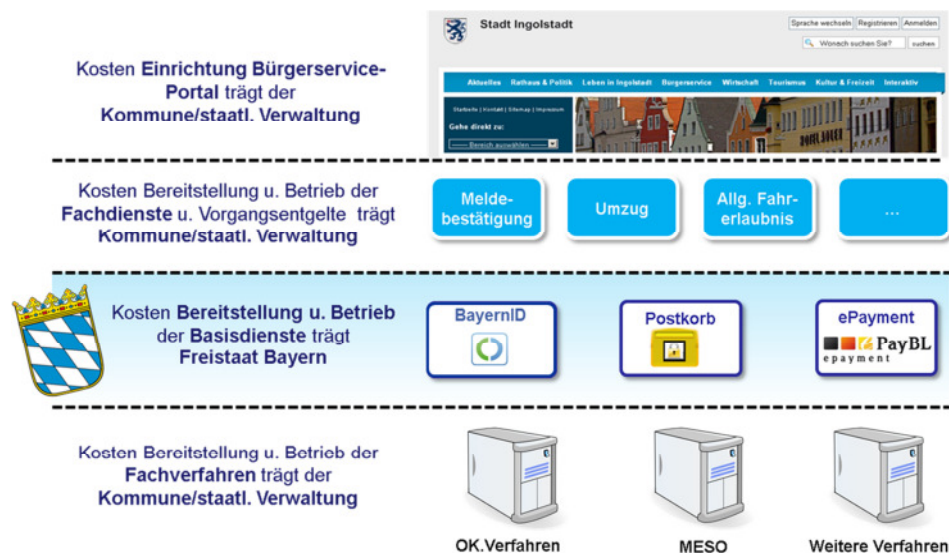 Kosten Einrichtung Bürgerservice-
Portal trägt der
Kommune/staatl. Verwaltung
Stadt Ingolstadt
Sprache wechseln Registrieren Anmelden
Wonach suchen Sie? suchen
Aktuelles Rathaus & Politik Leben in Ingolstadt Bürgerservice Wirtschaft Tourismus Kultur & Freizeit Interaktiv
Startseite | Kontakt | Sitemap | Impressum
Gehe direkt zu:
----- Bereich auswählen -----
HOTEL ADLER
Kosten Bereitstellung u. Betrieb der
Fachdienste u. Vorgangsentgelte trägt
Kommune/staatl. Verwaltung
Melde-
bestätigung
Umzug
Allg. Fahr-
erlaubnis
...
Kosten Bereitstellung u. Betrieb
der Basisdienste trägt
Freistaat Bayern
BayernID
Postkorb
ePayment
PayBL
epayment
Kosten Bereitstellung u. Betrieb der
Fachverfahren trägt der
Kommune/staatl. Verwaltung
OK.Verfahren
MESO
Weitere Verfahren